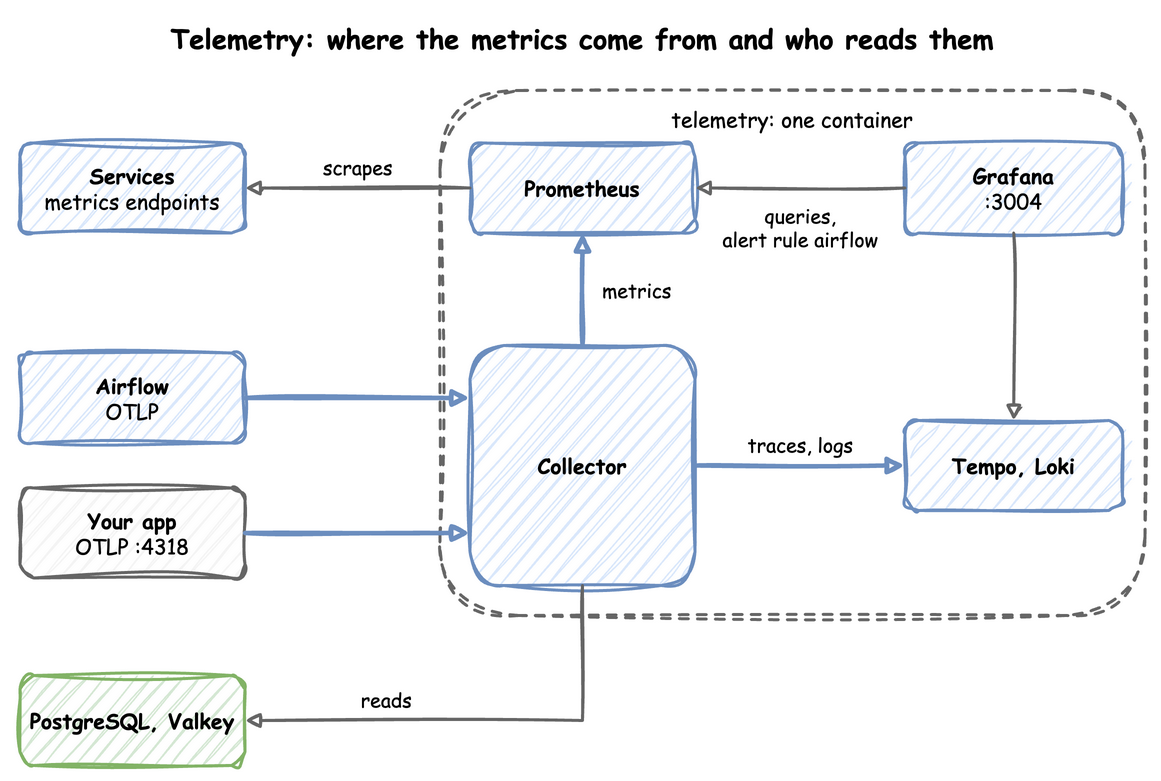 Telemetry: where the metrics come from and who reads them
telemetry: one container
Services
metrics endpoints
scrapes
Prometheus
queries,
alert rule airflow
Grafana
:3004
metrics
Airflow
OTLP
Your app
OTLP :4318
Collector
traces, logs
Tempo, Loki
reads
PostgreSQL, Valkey